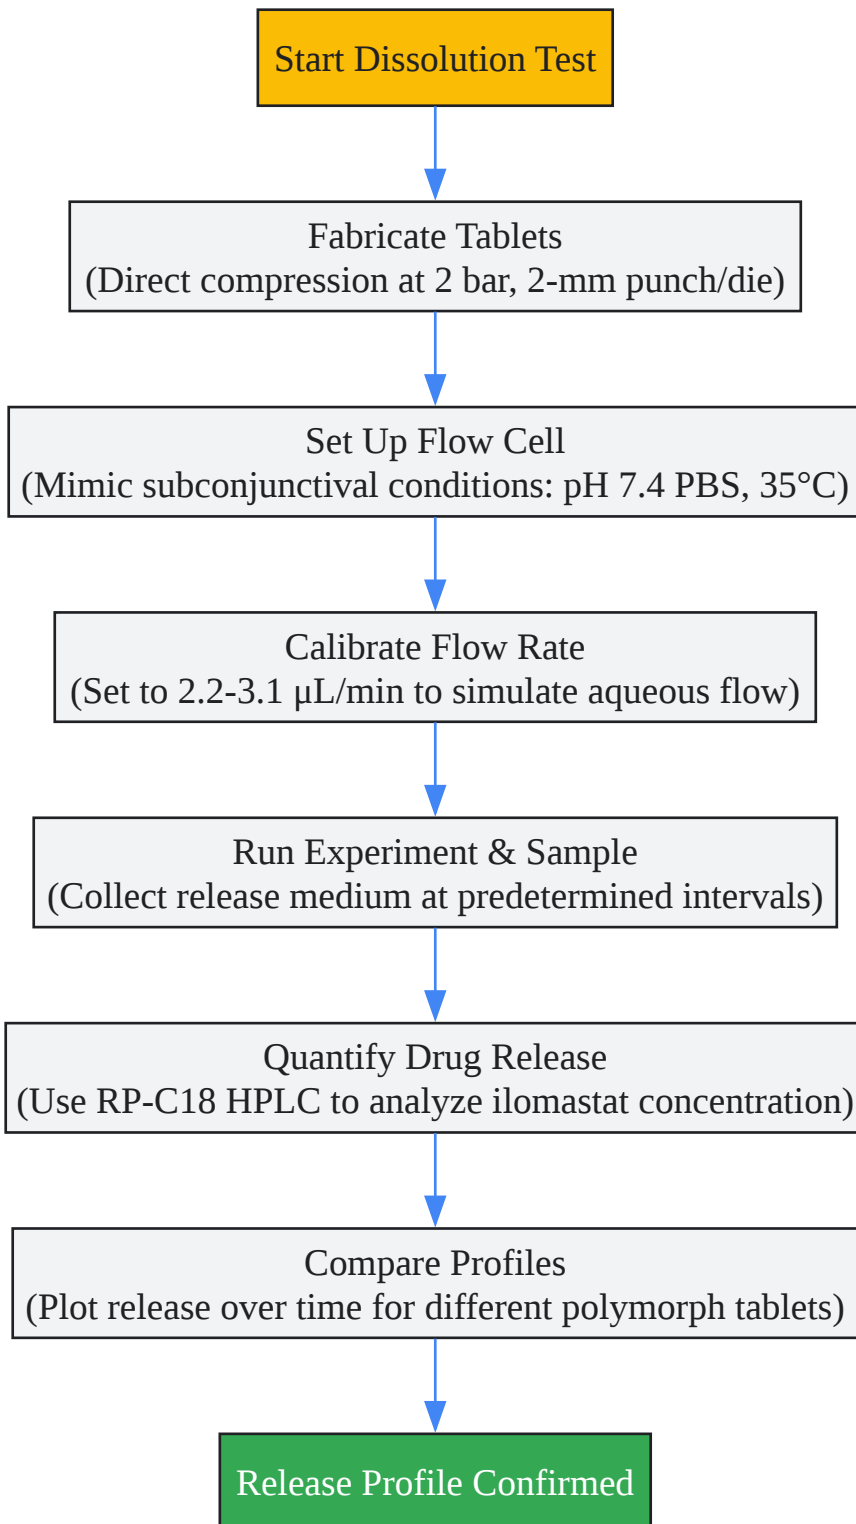 Start Dissolution Test
Fabricate Tablets
(Direct compression at 2 bar, 2-mm punch/die)
Set Up Flow Cell
(Mimic subconjunctival conditions: pH 7.4 PBS, 35°C)
Calibrate Flow Rate
(Set to 2.2-3.1 μL/min to simulate aqueous flow)
Run Experiment & Sample
(Collect release medium at predetermined intervals)
Quantify Drug Release
(Use RP-C18 HPLC to analyze ilomastat concentration)
Compare Profiles
(Plot release over time for different polymorph tablets)
Release Profile Confirmed